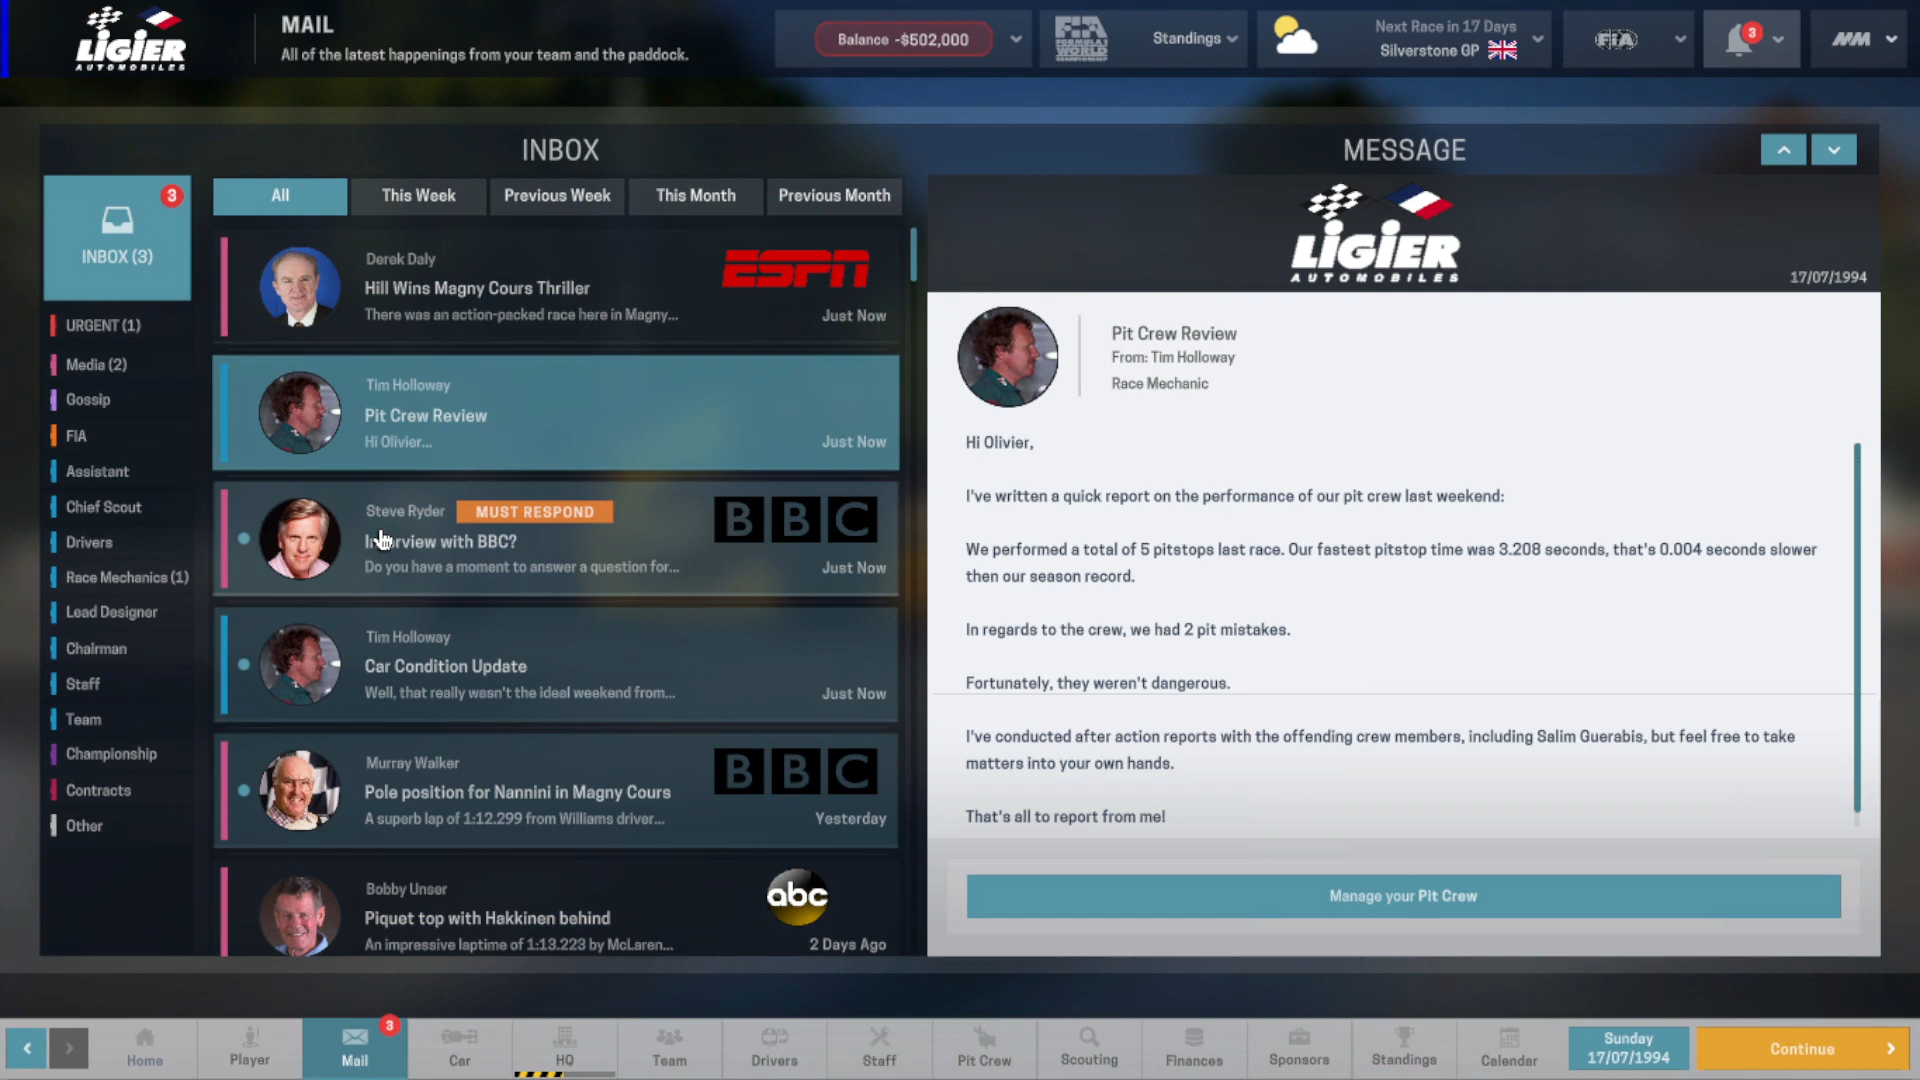 LIGIER
AUTOMOBILES
MAIL
All of the latest happenings from your team and the paddock.
Balance -$502,000
FIA
FORMULA 1
WORLD
CHAMPIONSHIP
Standings
Next Race in 17 Days
Silverstone GP
FIA
3
MM
INBOX
3
INBOX (3)
URGENT (1)
Media (2)
Gossip
FIA
Assistant
Chief Scout
Drivers
Race Mechanics (1)
Lead Designer
Chairman
Staff
Team
Championship
Contracts
Other
All
This Week
Previous Week
This Month
Previous Month
Derek Daly
Hill Wins Magny Cours Thriller
There was an action-packed race here in Magny...
ESPN
Just Now
Tim Holloway
Pit Crew Review
Hi Olivier...
Just Now
Steve Ryder
MUST RESPOND
Interview with BBC?
Do you have a moment to answer a question for...
BBC
Just Now
Tim Holloway
Car Condition Update
Well, that really wasn't the ideal weekend from...
Just Now
Murray Walker
Pole position for Nannini in Magny Cours
A superb lap of 1:12.299 from Williams driver...
BBC
Yesterday
Bobby Unser
Piquet top with Hakkinen behind
An impressive laptime of 1:13.223 by McLaren...
abc
2 Days Ago
MESSAGE
LIGIER
AUTOMOBILES
17/07/1994
Pit Crew Review
From: Tim Holloway
Race Mechanic
Hi Olivier,
I've written a quick report on the performance of our pit crew last weekend:
We performed a total of 5 pitstops last race. Our fastest pitstop time was 3.208 seconds, that's 0.004 seconds slower
then our season record.
In regards to the crew, we had 2 pit mistakes.
Fortunately, they weren't dangerous.
I've conducted after action reports with the offending crew members, including Salim Guerabis, but feel free to take
matters into your own hands.
That's all to report from me!
Manage your Pit Crew
Home
Player
Mail
3
Car
HQ
Team
Drivers
Staff
Pit Crew
Scouting
Finances
Sponsors
Standings
Calendar
Sunday
17/07/1994
Continue